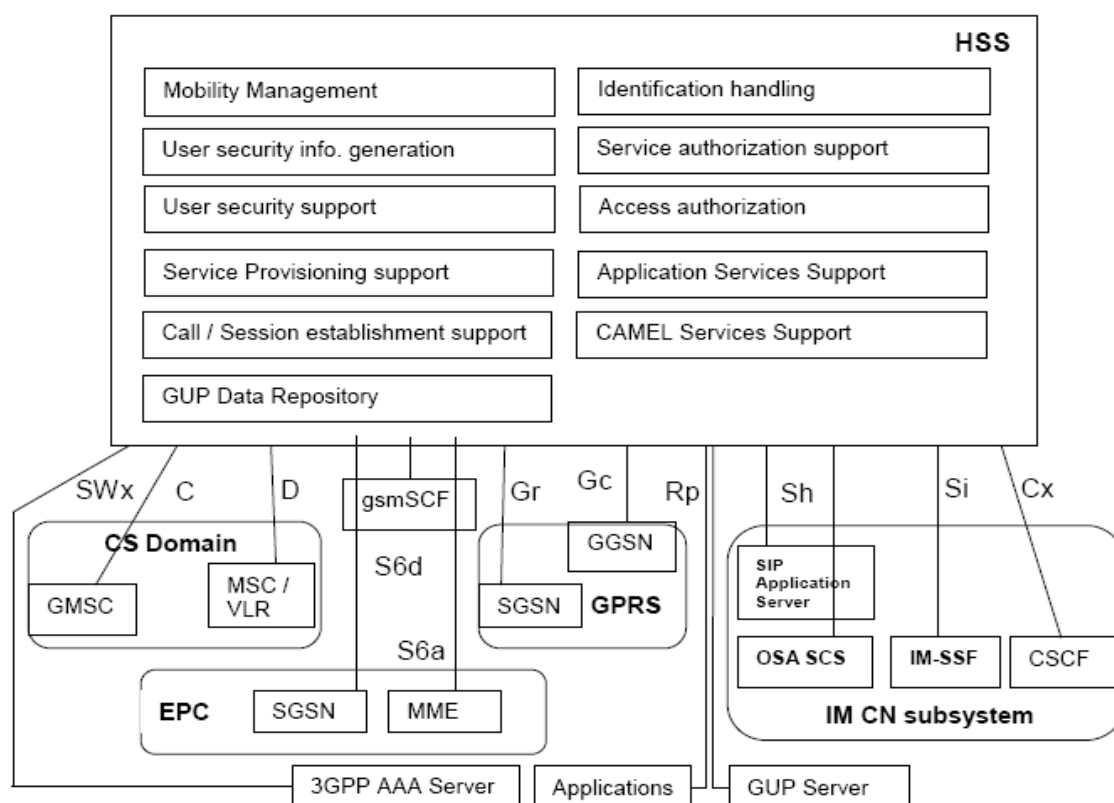 HSS
Mobility Management
Identification handling
User security info. generation
Service authorization support
User security support
Access authorization
Service Provisioning support
Application Services Support
Call / Session establishment support
CAMEL Services Support
GUP Data Repository
SWx
C
D
gsmSCF
Gr
Gc
Rp
Sh
Si
Cx
CS Domain
GMSC
MSC /
VLR
S6d
S6a
GGSN
SGSN
GPRS
SIP
Application
Server
OSA SCS
IM-SSF
CSCF
IM CN subsystem
EPC
SGSN
MME
3GPP AAA Server
Applications
GUP Server